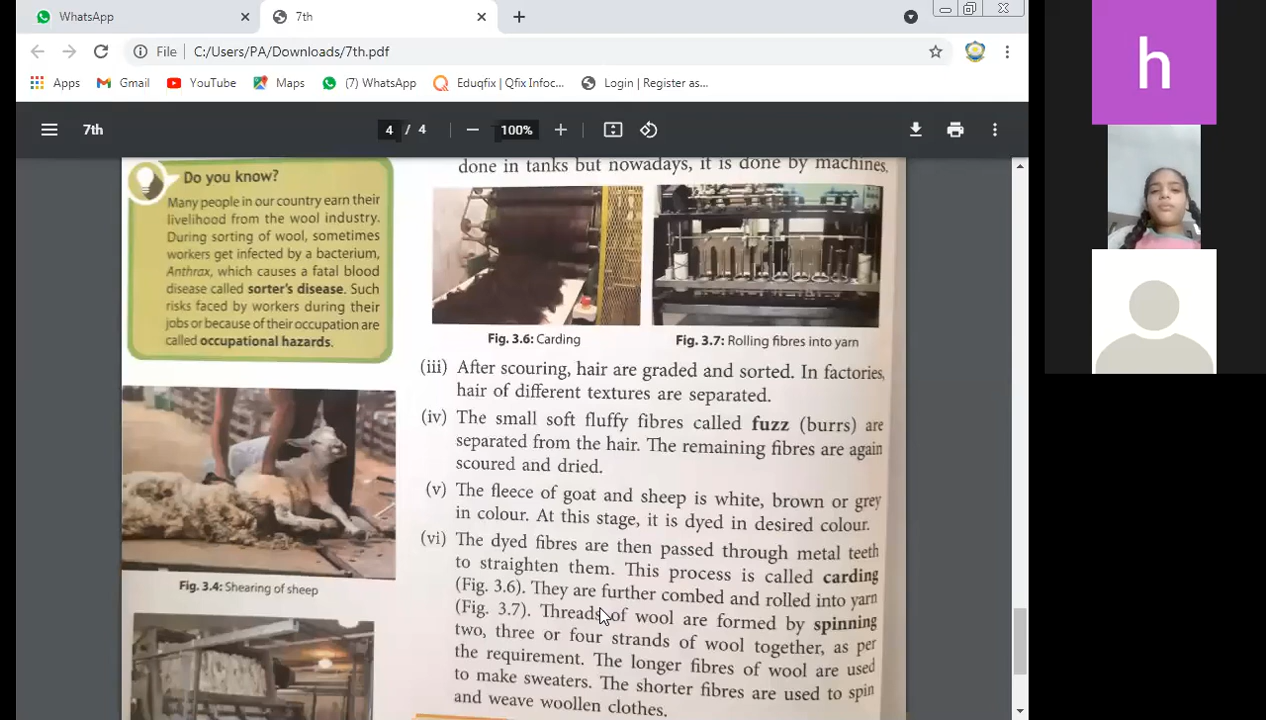 WhatsApp
7th
File
C:/Users/PA/Downloads/7th.pdf
Apps
Gmail
YouTube
Maps
(7) WhatsApp
Eduqfix | Qfix Infoc...
Login | Register as...
7th
4 / 4
100%
h
Do you know?
Many people in our country earn their
livelihood from the wool industry.
During sorting of wool, sometimes
workers get infected by a bacterium,
Anthrax, which causes a fatal blood
disease called sorter's disease. Such
risks faced by workers during their
jobs or because of their occupation are
called occupational hazards.
Fig. 3.4: Shearing of sheep
done in tanks but nowadays, it is done by machines,
Fig. 3.6: Carding
Fig. 3.7: Rolling fibres into yarn
(iii) After scouring, hair are graded and sorted. In factories,
hair of different textures are separated.
(iv) The small soft fluffy fibres called fuzz (burrs) are
separated from the hair. The remaining fibres are again
scoured and dried.
(v) The fleece of goat and sheep is white, brown or grey
in colour. At this stage, it is dyed in desired colour.
(vi) The dyed fibres are then passed through metal teeth
to straighten them. This process is called carding
(Fig. 3.6). They are further combed and rolled into yarn
(Fig. 3.7). Threads of wool are formed by spinning
two, three or four strands of wool together, as per
the requirement. The longer fibres of wool are used
to make sweaters. The shorter fibres are used to spin
and weave woollen clothes.